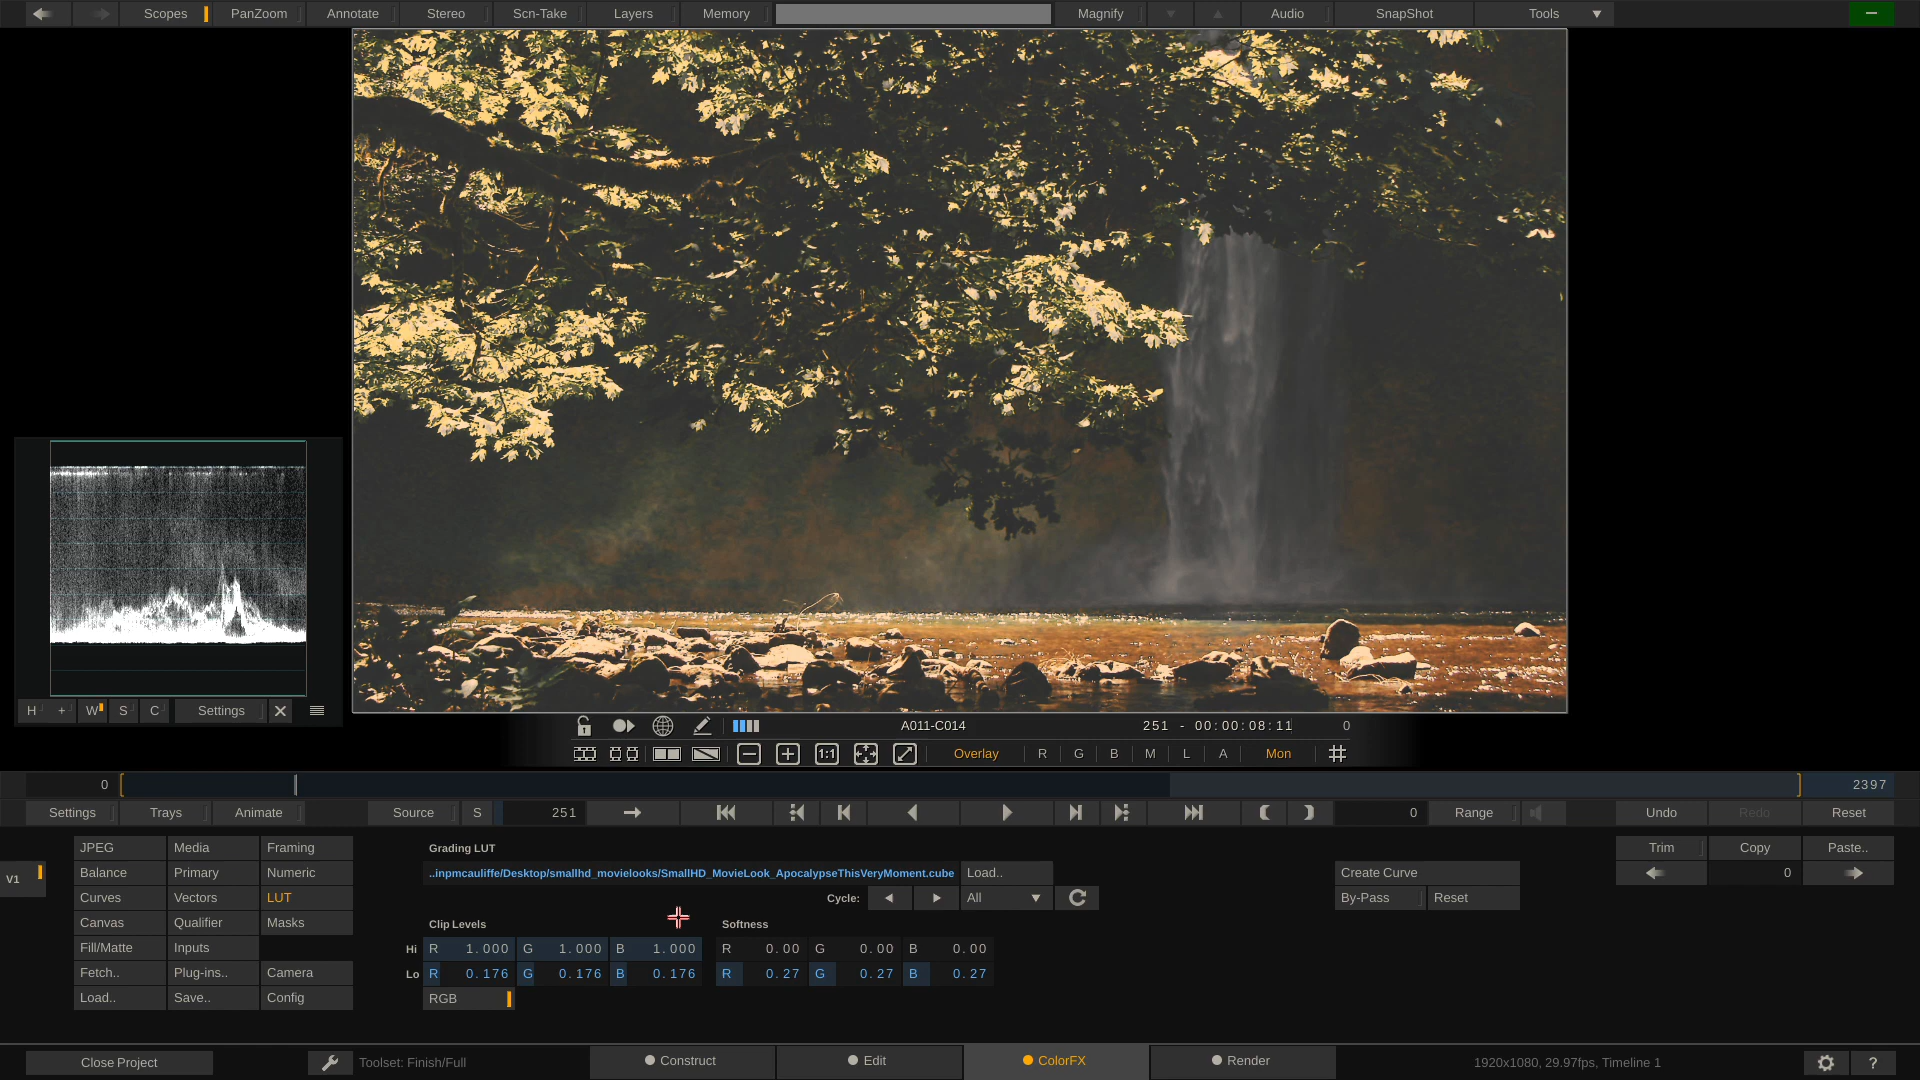 Scopes PanZoom Annotate Stereo Scn-Take Layers Memory Magnify Audio SnapShot Tools
H + W S C Settings
A011-C014 251 - 00:00:08:11 0
1:1 Overlay R G B M L A Mon
0 2397
Settings Trays Animate Source S 251 0 Range Undo Redo Reset
JPEG Media Framing Grading LUT Trim Copy Paste..
V1 Balance Primary Numeric ..inpmcauliffe/Desktop/smallhd_movielooks/SmallHD_MovieLook_ApocalypseThisVeryMoment.cube Load.. Create Curve 0
Curves Vectors LUT Cycle: All By-Pass Reset
Canvas Qualifier Masks Clip Levels Softness
Fill/Matte Inputs Hi R 1.000 G 1.000 B 1.000 R 0.00 G 0.00 B 0.00
Fetch.. Plug-ins.. Camera Lo R 0.176 G 0.176 B 0.176 R 0.27 G 0.27 B 0.27
Load.. Save.. Config RGB
Close Project Toolset: Finish/Full Construct Edit ColorFX Render 1920x1080, 29.97fps, Timeline 1 ?